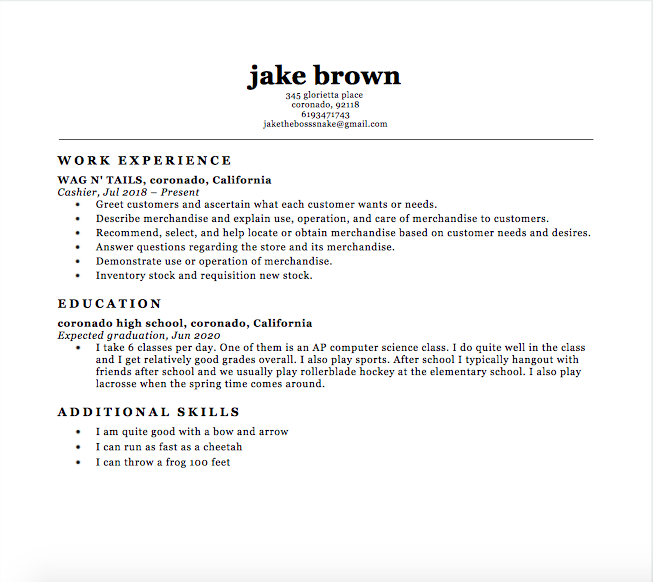 jake brown
345 glorietta place
coronado, 92118
6193471743
jakethebosssnake@gmail.com
WORK EXPERIENCE
WAG N' TAILS, coronado, California
Cashier, Jul 2018 – Present
• Greet customers and ascertain what each customer wants or needs.
• Describe merchandise and explain use, operation, and care of merchandise to customers.
• Recommend, select, and help locate or obtain merchandise based on customer needs and desires.
• Answer questions regarding the store and its merchandise.
• Demonstrate use or operation of merchandise.
• Inventory stock and requisition new stock.
EDUCATION
coronado high school, coronado, California
Expected graduation, Jun 2020
• I take 6 classes per day. One of them is an AP computer science class. I do quite well in the class
and I get relatively good grades overall. I also play sports. After school I typically hangout with
friends after school and we usually play rollerblade hockey at the elementary school. I also play
lacrosse when the spring time comes around.
ADDITIONAL SKILLS
• I am quite good with a bow and arrow
• I can run as fast as a cheetah
• I can throw a frog 100 feet